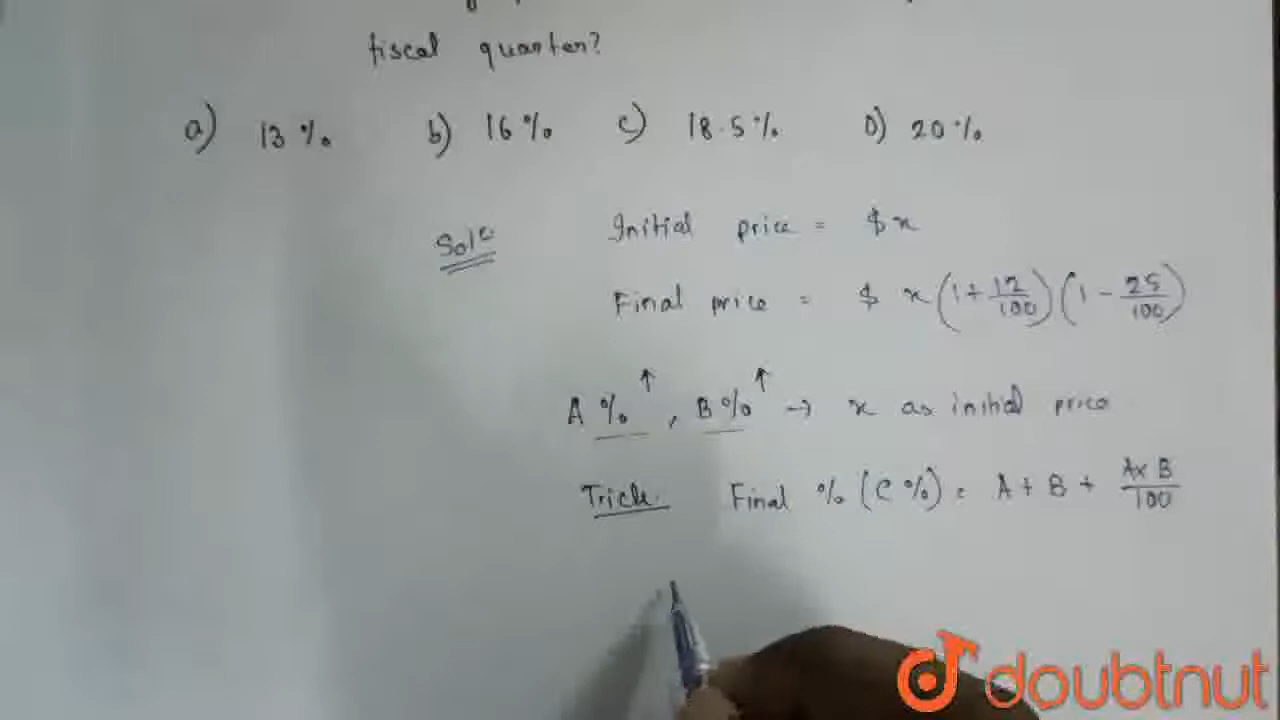 fiscal quarter?
a) 13% b) 16% c) 18.5% D) 20%
Soln Initial price = $x
Final price = $ x(1+12/100)(1-25/100)
A%↑, B%↑ → x as initial price
Trick. Final % (C%) = A + B + A×B/100
doubtnut